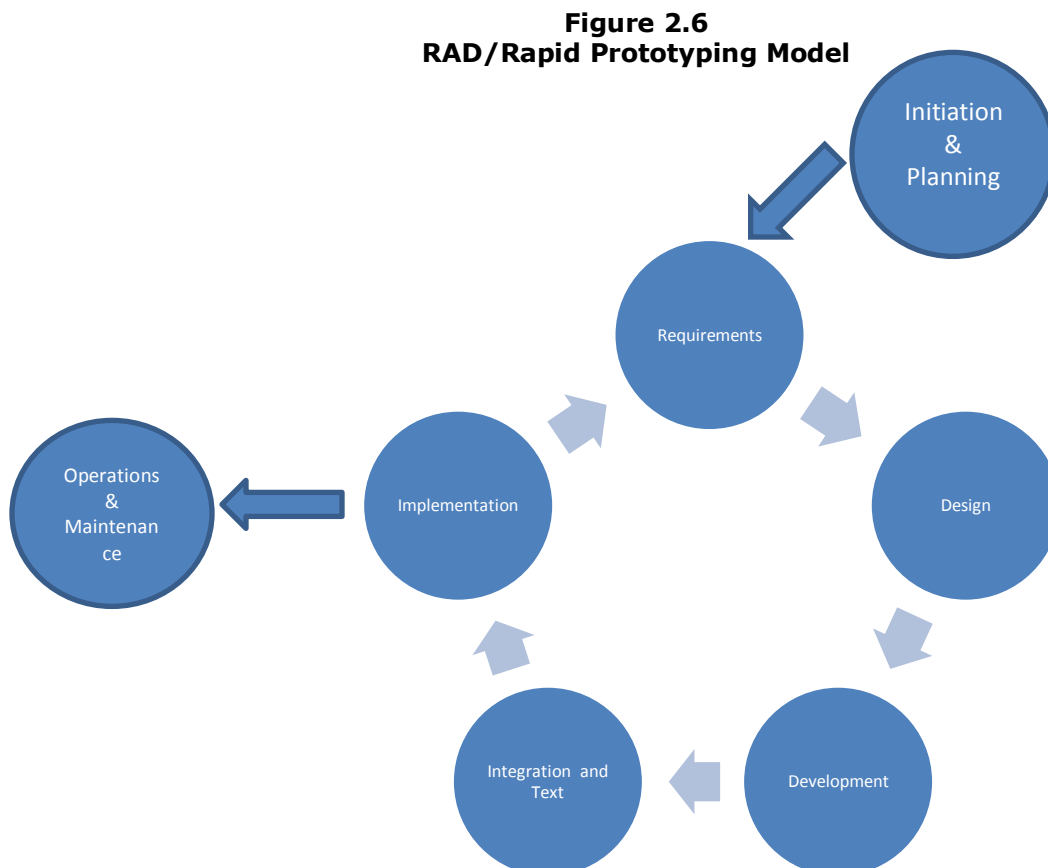 Figure 2.6
RAD/Rapid Prototyping Model
Initiation
&
Planning
Requirements
Operations
&
Maintenan
ce
Implementation
Design
Integration and
Text
Development